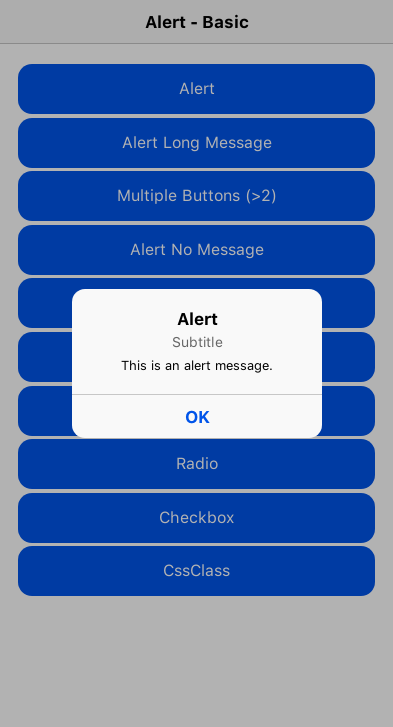 Alert - Basic
Alert
Alert Long Message
Multiple Buttons (>2)
Alert No Message
Alert
Subtitle
This is an alert message.
OK
Radio
Checkbox
CssClass